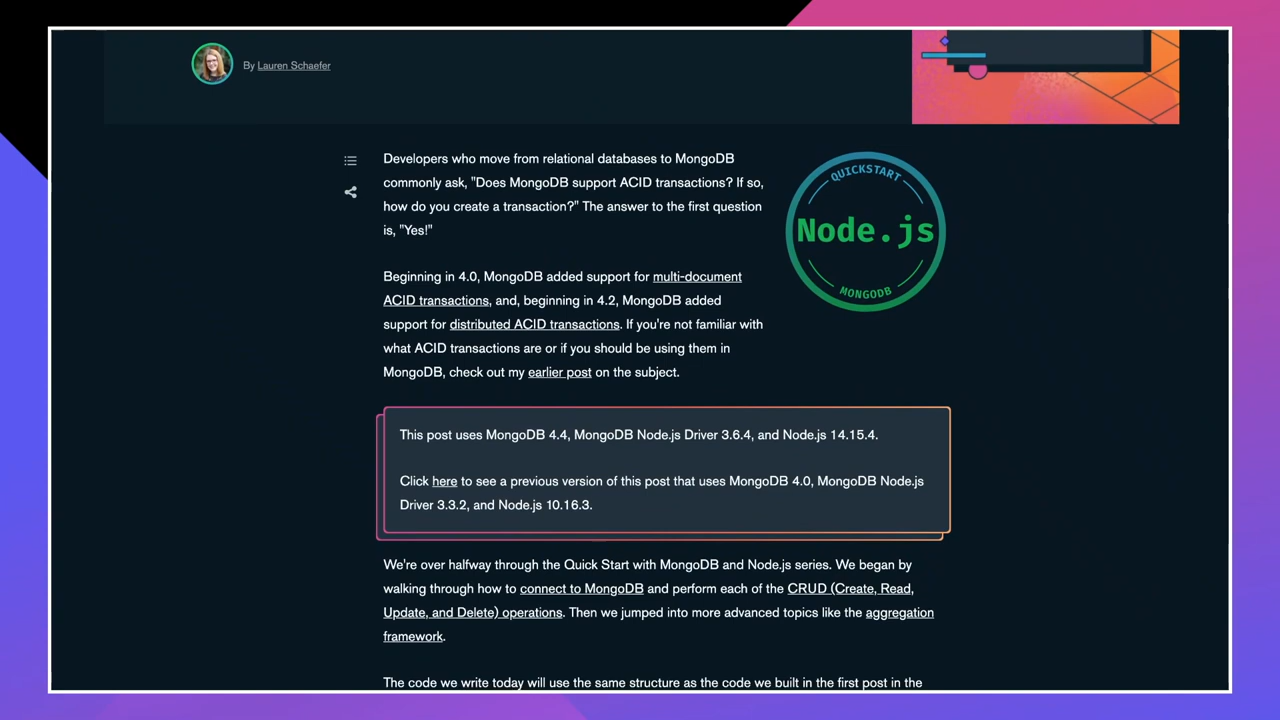 By Lauren Schaefer
Developers who move from relational databases to MongoDB
commonly ask, "Does MongoDB support ACID transactions? If so,
how do you create a transaction?" The answer to the first question
is, "Yes!"
QUICKSTART
Node.js
MONGODB
Beginning in 4.0, MongoDB added support for multi-document
ACID transactions, and, beginning in 4.2, MongoDB added
support for distributed ACID transactions. If you're not familiar with
what ACID transactions are or if you should be using them in
MongoDB, check out my earlier post on the subject.
This post uses MongoDB 4.4, MongoDB Node.js Driver 3.6.4, and Node.js 14.15.4.
Click here to see a previous version of this post that uses MongoDB 4.0, MongoDB Node.js
Driver 3.3.2, and Node.js 10.16.3.
We're over halfway through the Quick Start with MongoDB and Node.js series. We began by
walking through how to connect to MongoDB and perform each of the CRUD (Create, Read,
Update, and Delete) operations. Then we jumped into more advanced topics like the aggregation
framework.
The code we write today will use the same structure as the code we built in the first post in the